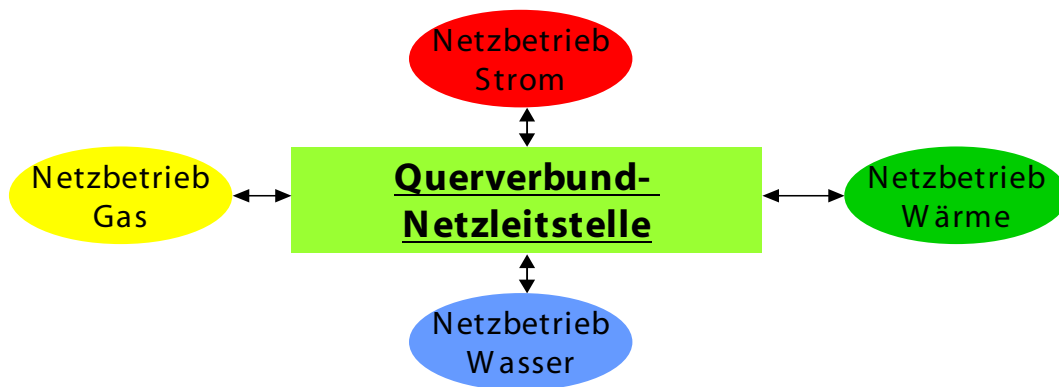 Netzbetrieb
Strom
Netzbetrieb
Gas
Querverbund-
Netzleitstelle
Netzbetrieb
Wärme
Netzbetrieb
Wasser